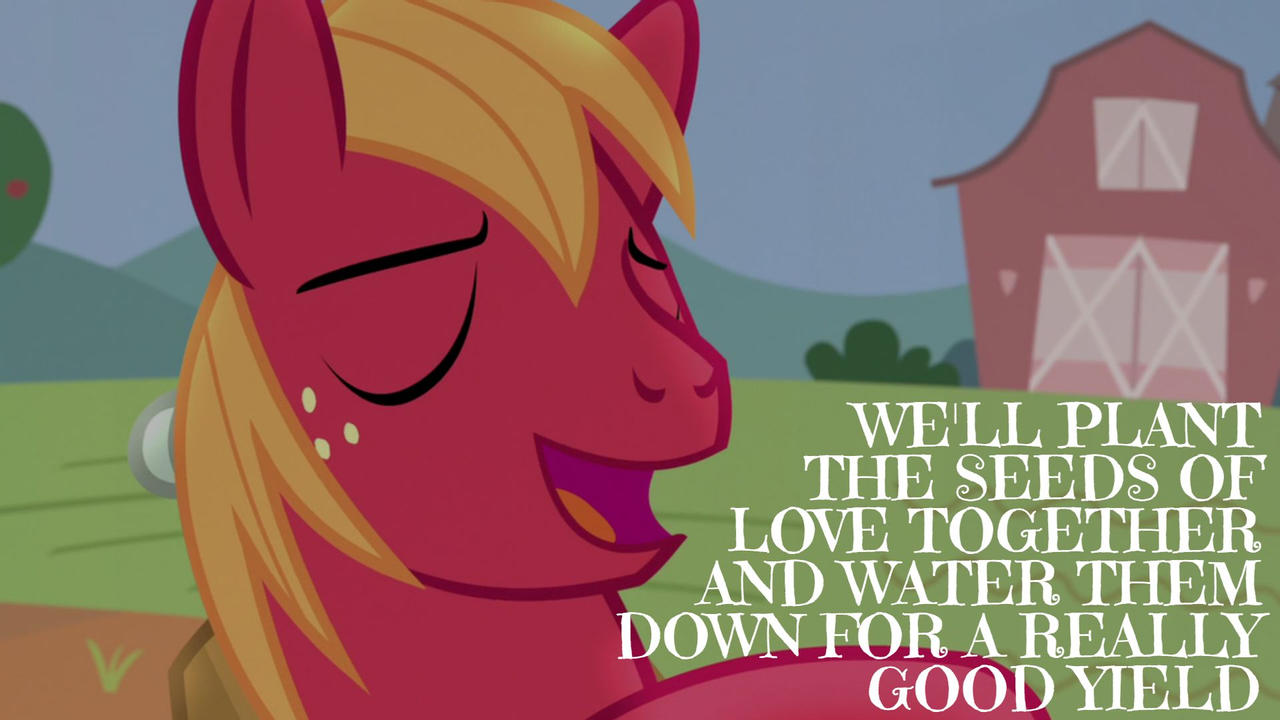 WE'LL PLANT
THE SEEDS OF
LOVE TOGETHER
AND WATER THEM
DOWN FOR A REALLY
GOOD YIELD